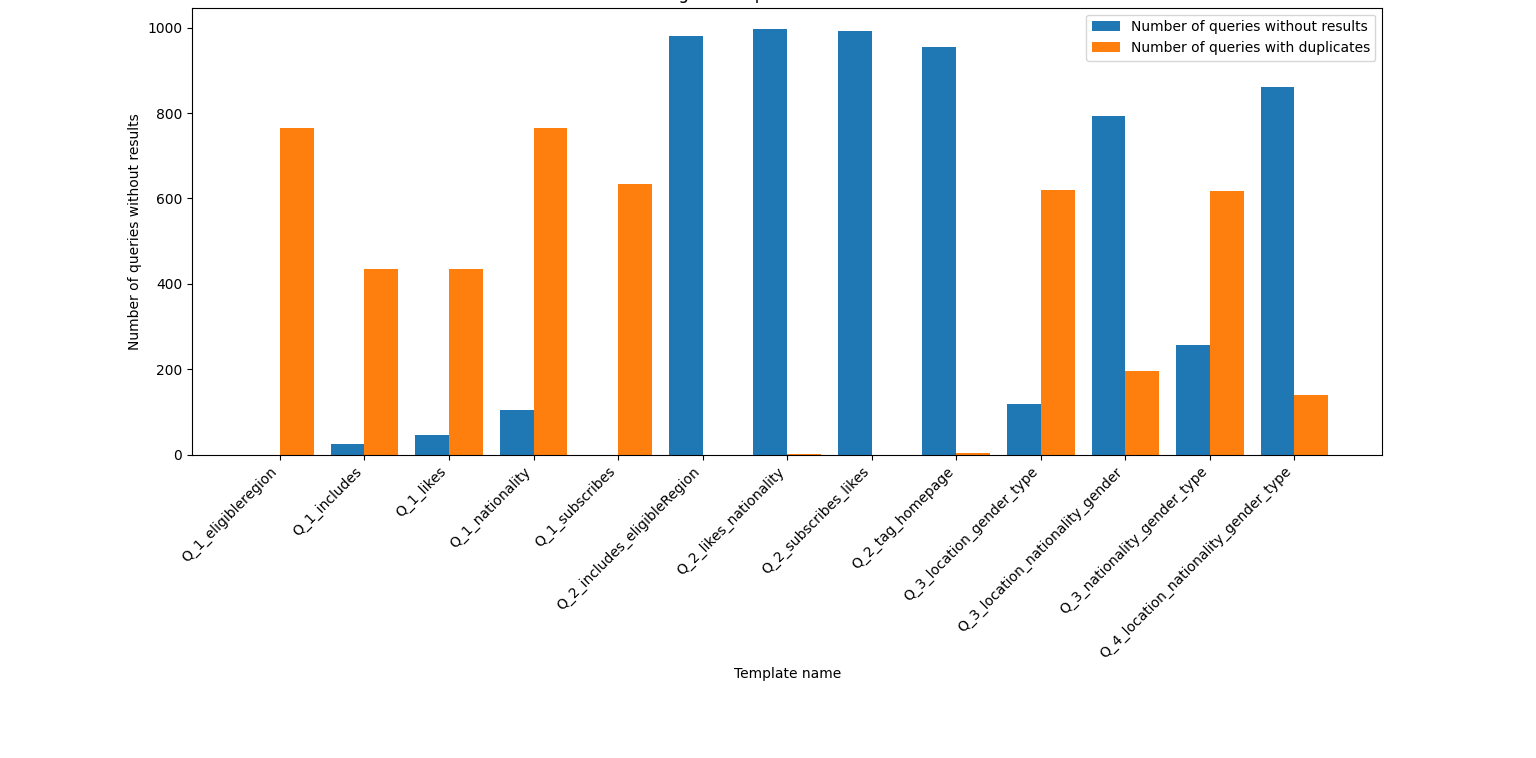 Number of queries without results
Number of queries with duplicates
1000
800
600
400
200
0
Number of queries without results
Q_1_eligibleregion
Q_1_includes
Q_1_likes
Q_1_nationality
Q_1_subscribes
Q_2_includes_eligibleRegion
Q_2_likes_nationality
Q_2_subscribes_likes
Q_2_tag_homepage
Q_3_location_gender_type
Q_3_location_nationality_gender
Q_3_nationality_gender_type
Q_4_location_nationality_gender_type
Template name